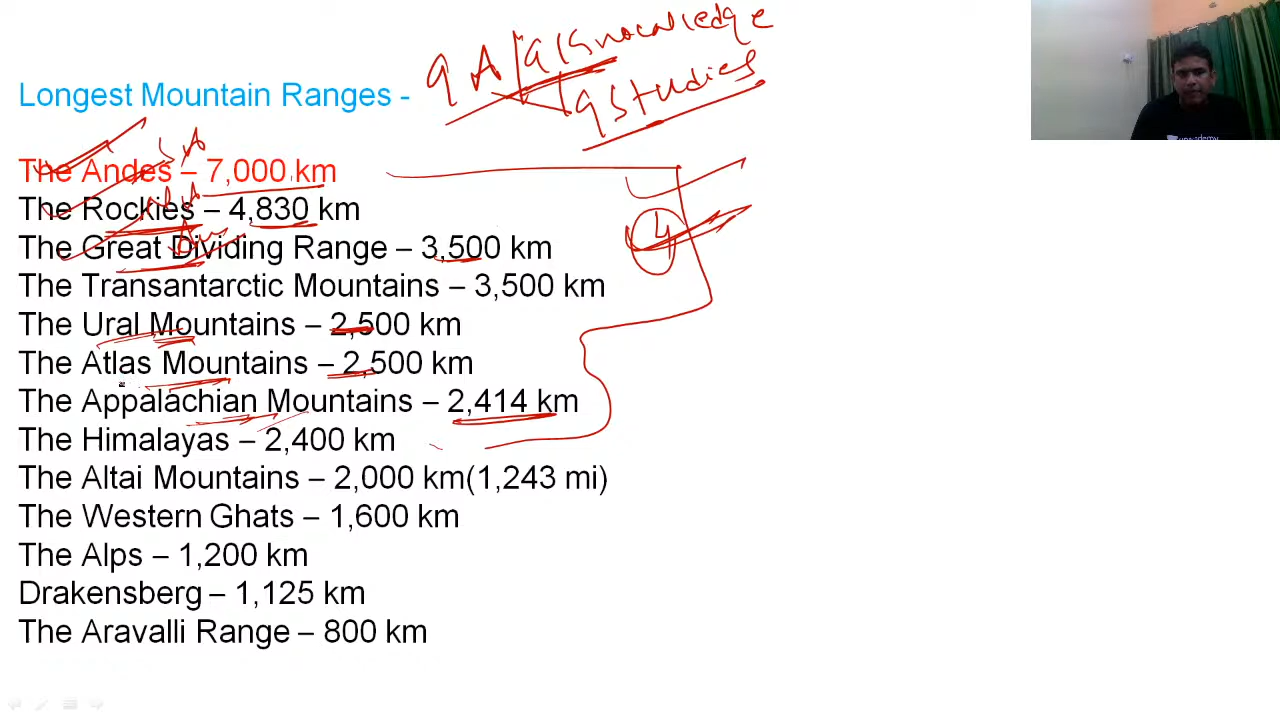 Longest Mountain Ranges -
GA/GK Knowledge
G Studies
SA
The Andes – 7,000 km
NA
The Rockies – 4,830 km
Au
The Great Dividing Range – 3,500 km
4
The Transantarctic Mountains – 3,500 km
The Ural Mountains – 2,500 km
The Atlas Mountains – 2,500 km
The Appalachian Mountains – 2,414 km
The Himalayas – 2,400 km
The Altai Mountains – 2,000 km(1,243 mi)
The Western Ghats – 1,600 km
The Alps – 1,200 km
Drakensberg – 1,125 km
The Aravalli Range – 800 km